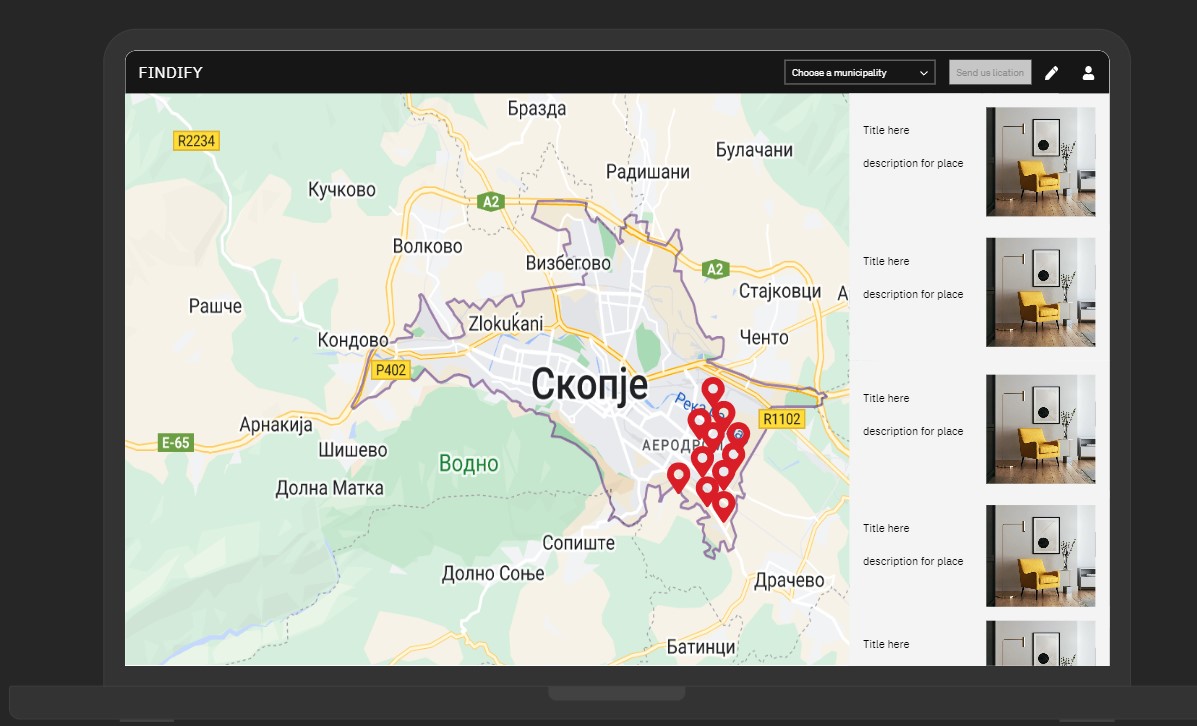 FINDIFY
Choose a municipality
Send us lication
Бразда
R2234
Булачани
Радишани
Кучково
A2
Волково
Визбегово
A2
Стајковци
А
Рашче
Zlokuḱani
Ченто
Кондово
P402
Скопје
Река
R1102
Арнакија
E-65
Шишево
Водно
Долна Матка
Сопиште
Долно Соње
Драчево
Батинци
Title here
description for place
Title here
description for place
Title here
description for place
Title here
description for place
Title here